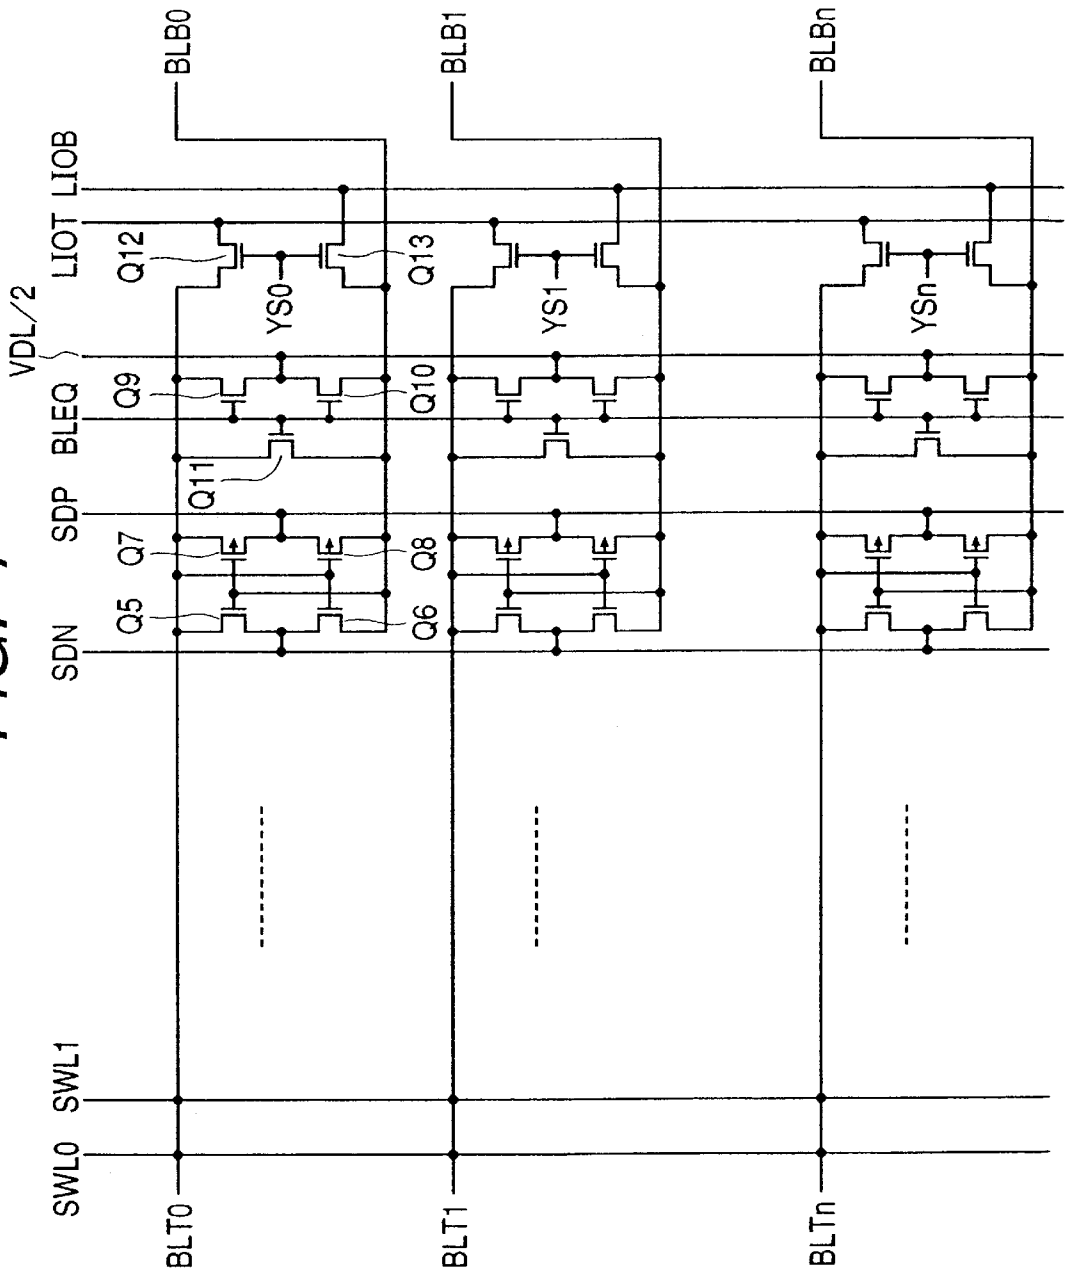 SWL0
SWL1
SDN
SDP
BLEQ
VDL/2
LIOT
LIOB
BLT0
Q5
Q7
Q11
Q9
Q12
YS0
BLB0
Q6
Q8
Q10
Q13
BLT1
YS1
BLB1
BLTn
YSn
BLBn